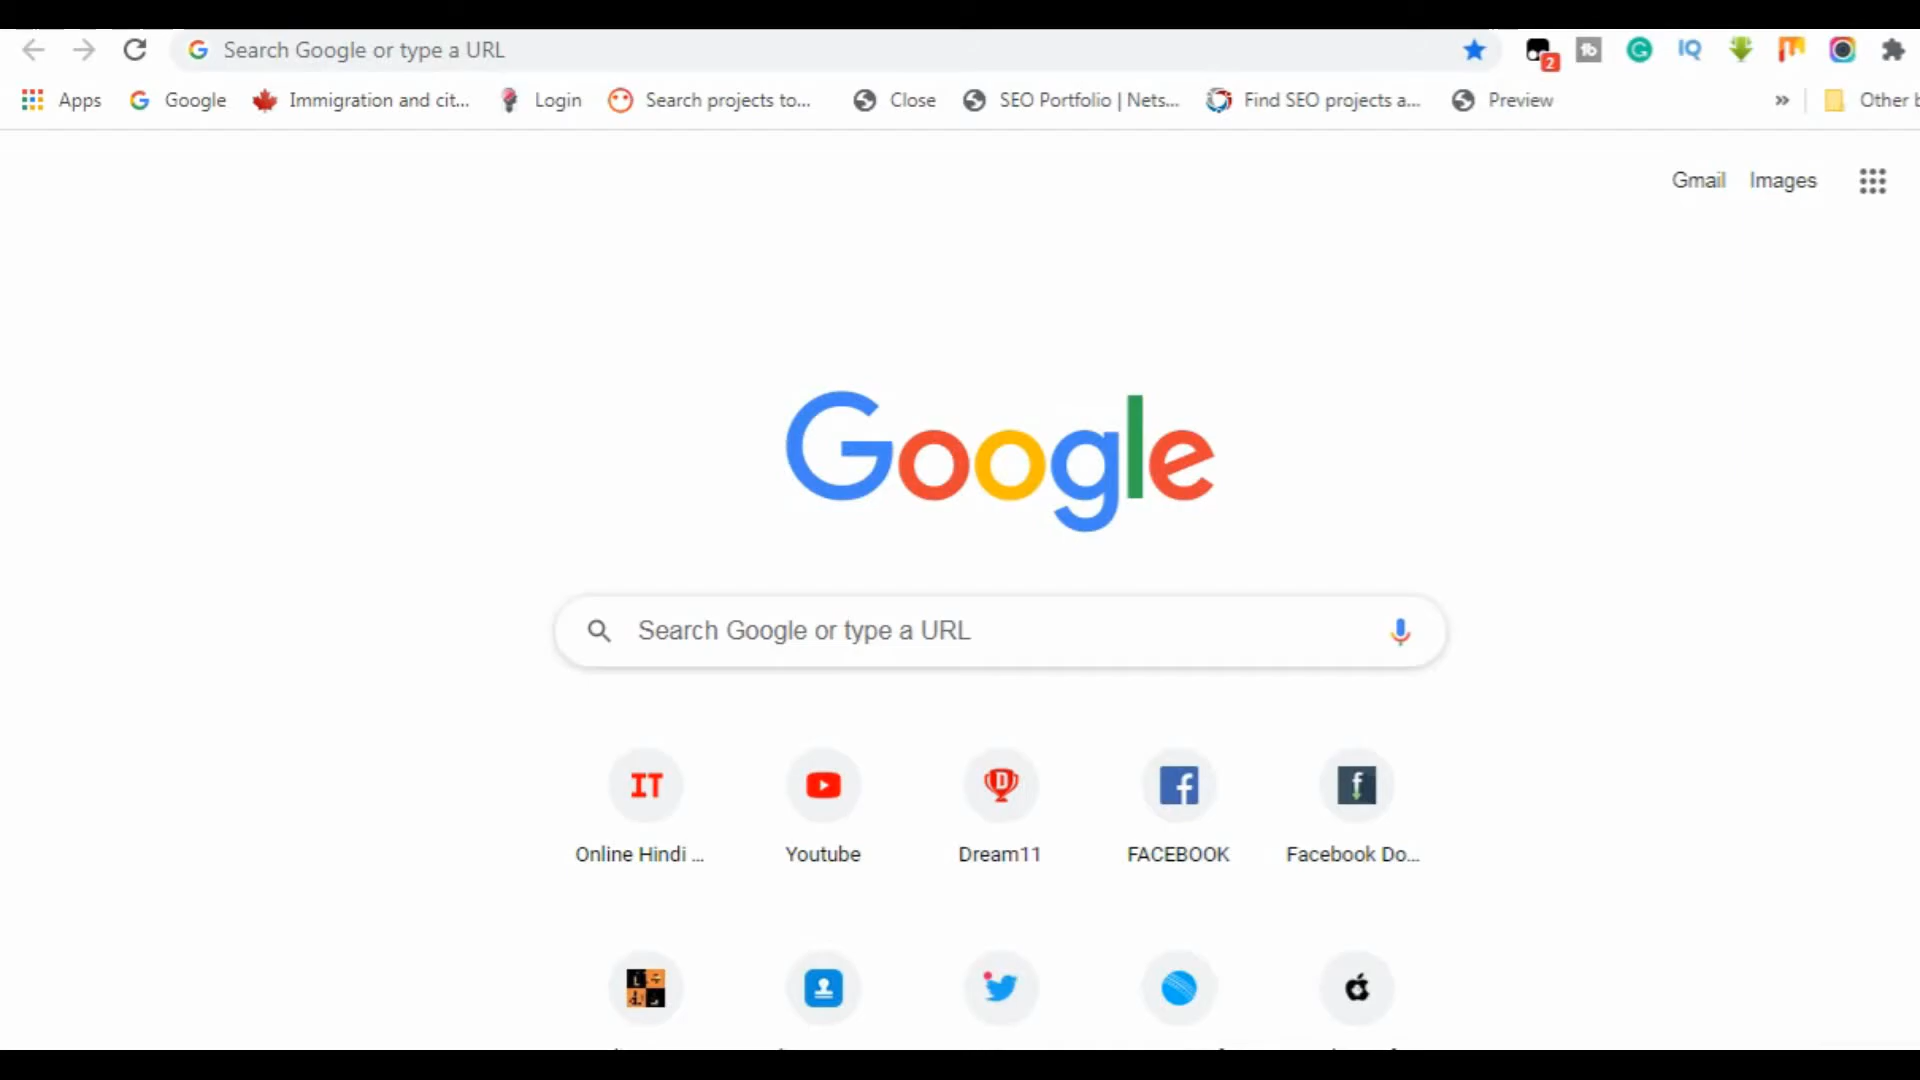 Search Google or type a URL
2
Apps Google Immigration and cit... Login Search projects to... Close SEO Portfolio | Nets... Find SEO projects a... Preview » Other b
Gmail Images
Google
Search Google or type a URL
IT
Online Hindi ... Youtube Dream11 FACEBOOK Facebook Do...